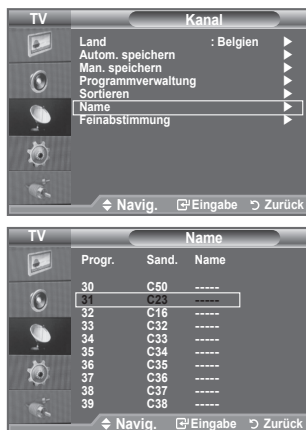 TV Kanal
Land : Belgien
Autom. speichern
Man. speichern
Programmverwaltung
Sortieren
Name
Feinabstimmung
Navig. Eingabe Zurück
TV Name
Progr. Sand. Name
30 C50 -----
31 C23 -----
32 C16 -----
33 C32 -----
34 C33 -----
35 C34 -----
36 C35 -----
37 C36 -----
38 C37 -----
39 C38 -----
Navig. Eingabe Zurück